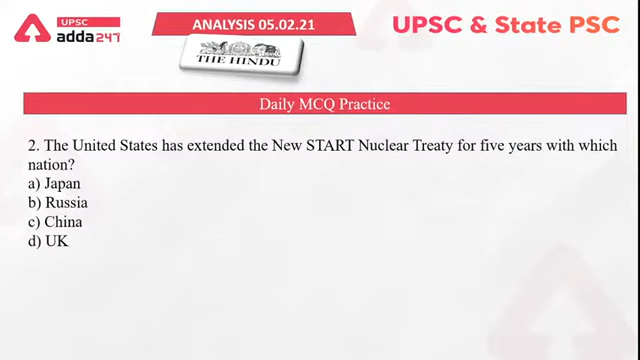 UPSC
adda247
ANALYSIS 05.02.21
THE HINDU
UPSC & State PSC
Daily MCQ Practice
2. The United States has extended the New START Nuclear Treaty for five years with which
nation?
a) Japan
b) Russia
c) China
d) UK